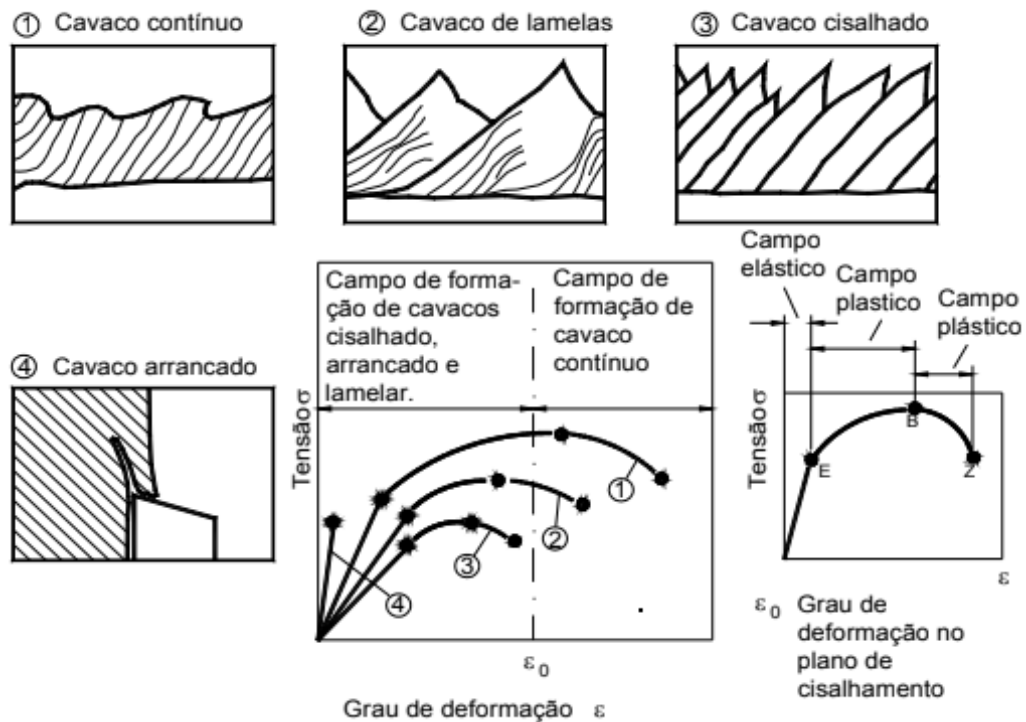 ① Cavaco contínuo
② Cavaco de lamelas
③ Cavaco cisalhado
④ Cavaco arrancado
Tensãoσ
Campo de forma-
ção de cavacos
cisalhado,
arrancado e
lamelar.
Campo de
formação de
cavaco
contínuo
①
②
③
④
ε₀
Grau de deformação ε
Campo
elástico
Campo
plastico
Campo
plástico
Tensãoσ
E
B
Z
ε
ε₀ Grau de
deformação no
plano de
cisalhamento